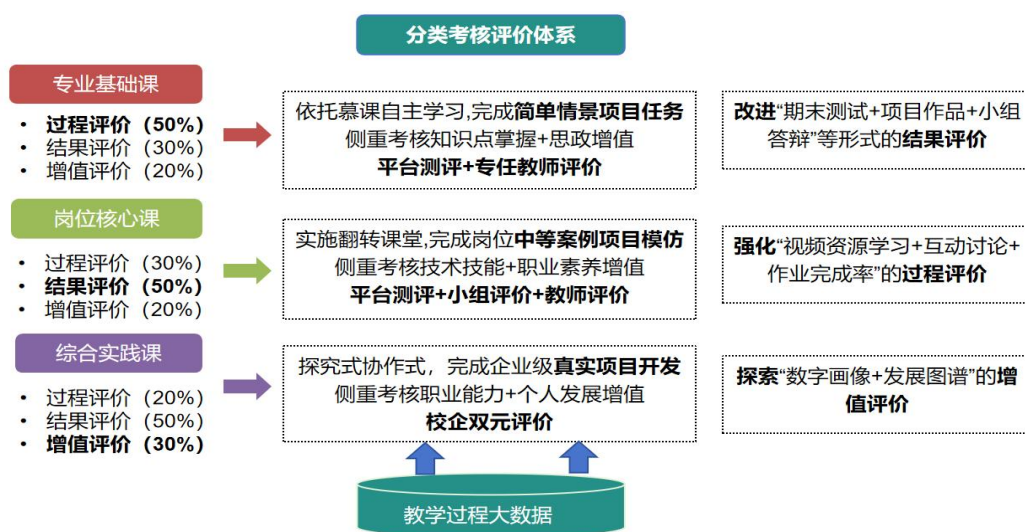 分类考核评价体系
专业基础课
• 过程评价（50%）
• 结果评价（30%）
• 增值评价（20%）
依托慕课自主学习,完成简单情景项目任务
侧重考核知识点掌握+思政增值
平台测评+专任教师评价
改进“期末测试+项目作品+小组
答辩”等形式的结果评价
岗位核心课
• 过程评价（30%）
• 结果评价（50%）
• 增值评价（20%）
实施翻转课堂,完成岗位中等案例项目模仿
侧重考核技术技能+职业素养增值
平台测评+小组评价+教师评价
强化“视频资源学习+互动讨论+
作业完成率”的过程评价
综合实践课
• 过程评价（20%）
• 结果评价（50%）
• 增值评价（30%）
探究式协作式，完成企业级真实项目开发
侧重考核职业能力+个人发展增值
校企双元评价
探索“数字画像+发展图谱”的增
值评价
教学过程大数据